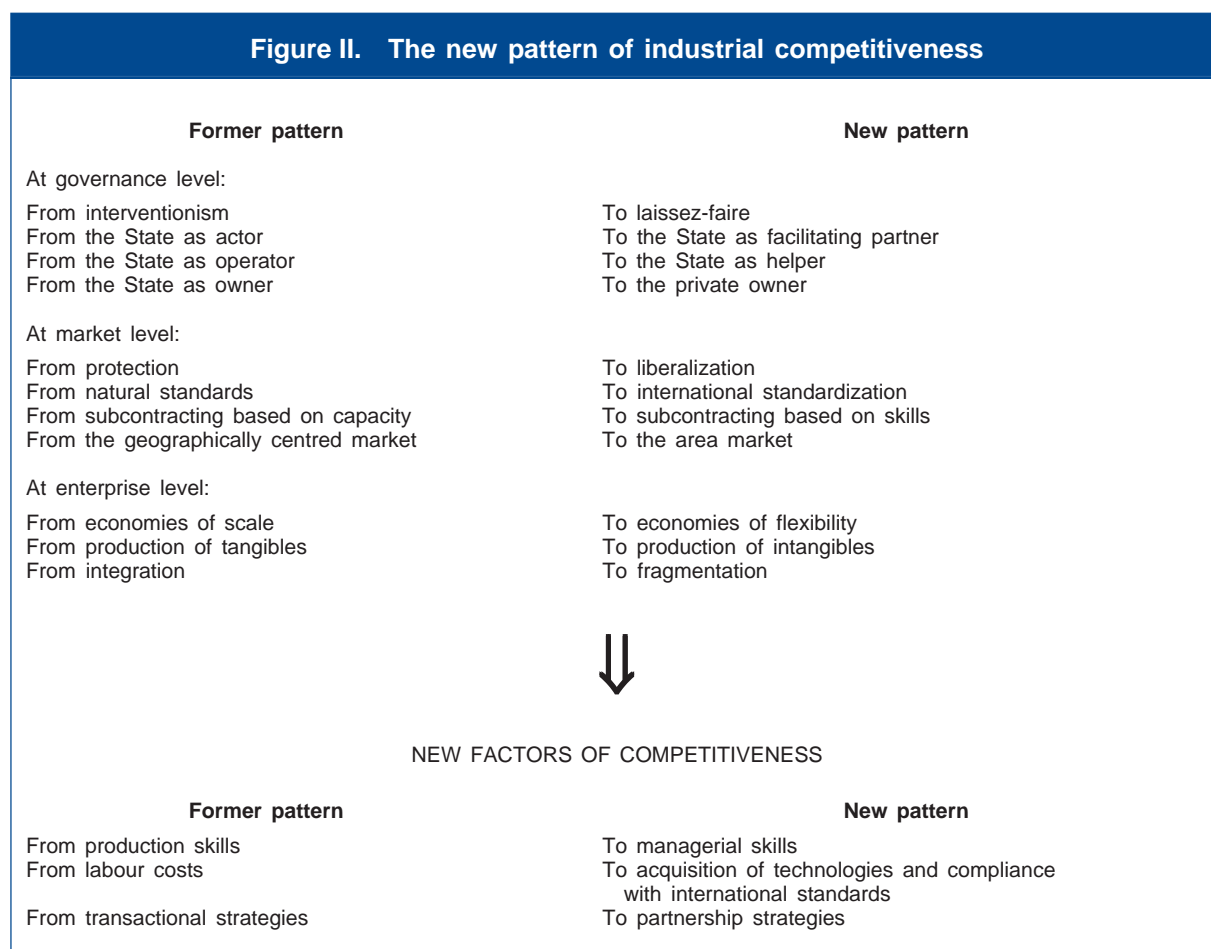 Figure II. The new pattern of industrial competitiveness
Former pattern New pattern
At governance level:
From interventionism To laissez-faire
From the State as actor To the State as facilitating partner
From the State as operator To the State as helper
From the State as owner To the private owner
At market level:
From protection To liberalization
From natural standards To international standardization
From subcontracting based on capacity To subcontracting based on skills
From the geographically centred market To the area market
At enterprise level:
From economies of scale To economies of flexibility
From production of tangibles To production of intangibles
From integration To fragmentation
⇓
NEW FACTORS OF COMPETITIVENESS
Former pattern New pattern
From production skills To managerial skills
From labour costs To acquisition of technologies and compliance
with international standards
From transactional strategies To partnership strategies